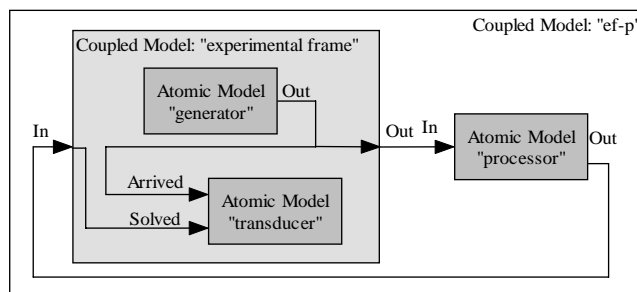 Coupled Model: "ef-p"
Coupled Model: "experimental frame"
Atomic Model
"generator"
Out
In
Out
In
Atomic Model
"processor"
Out
Arrived
Solved
Atomic Model
"transducer"